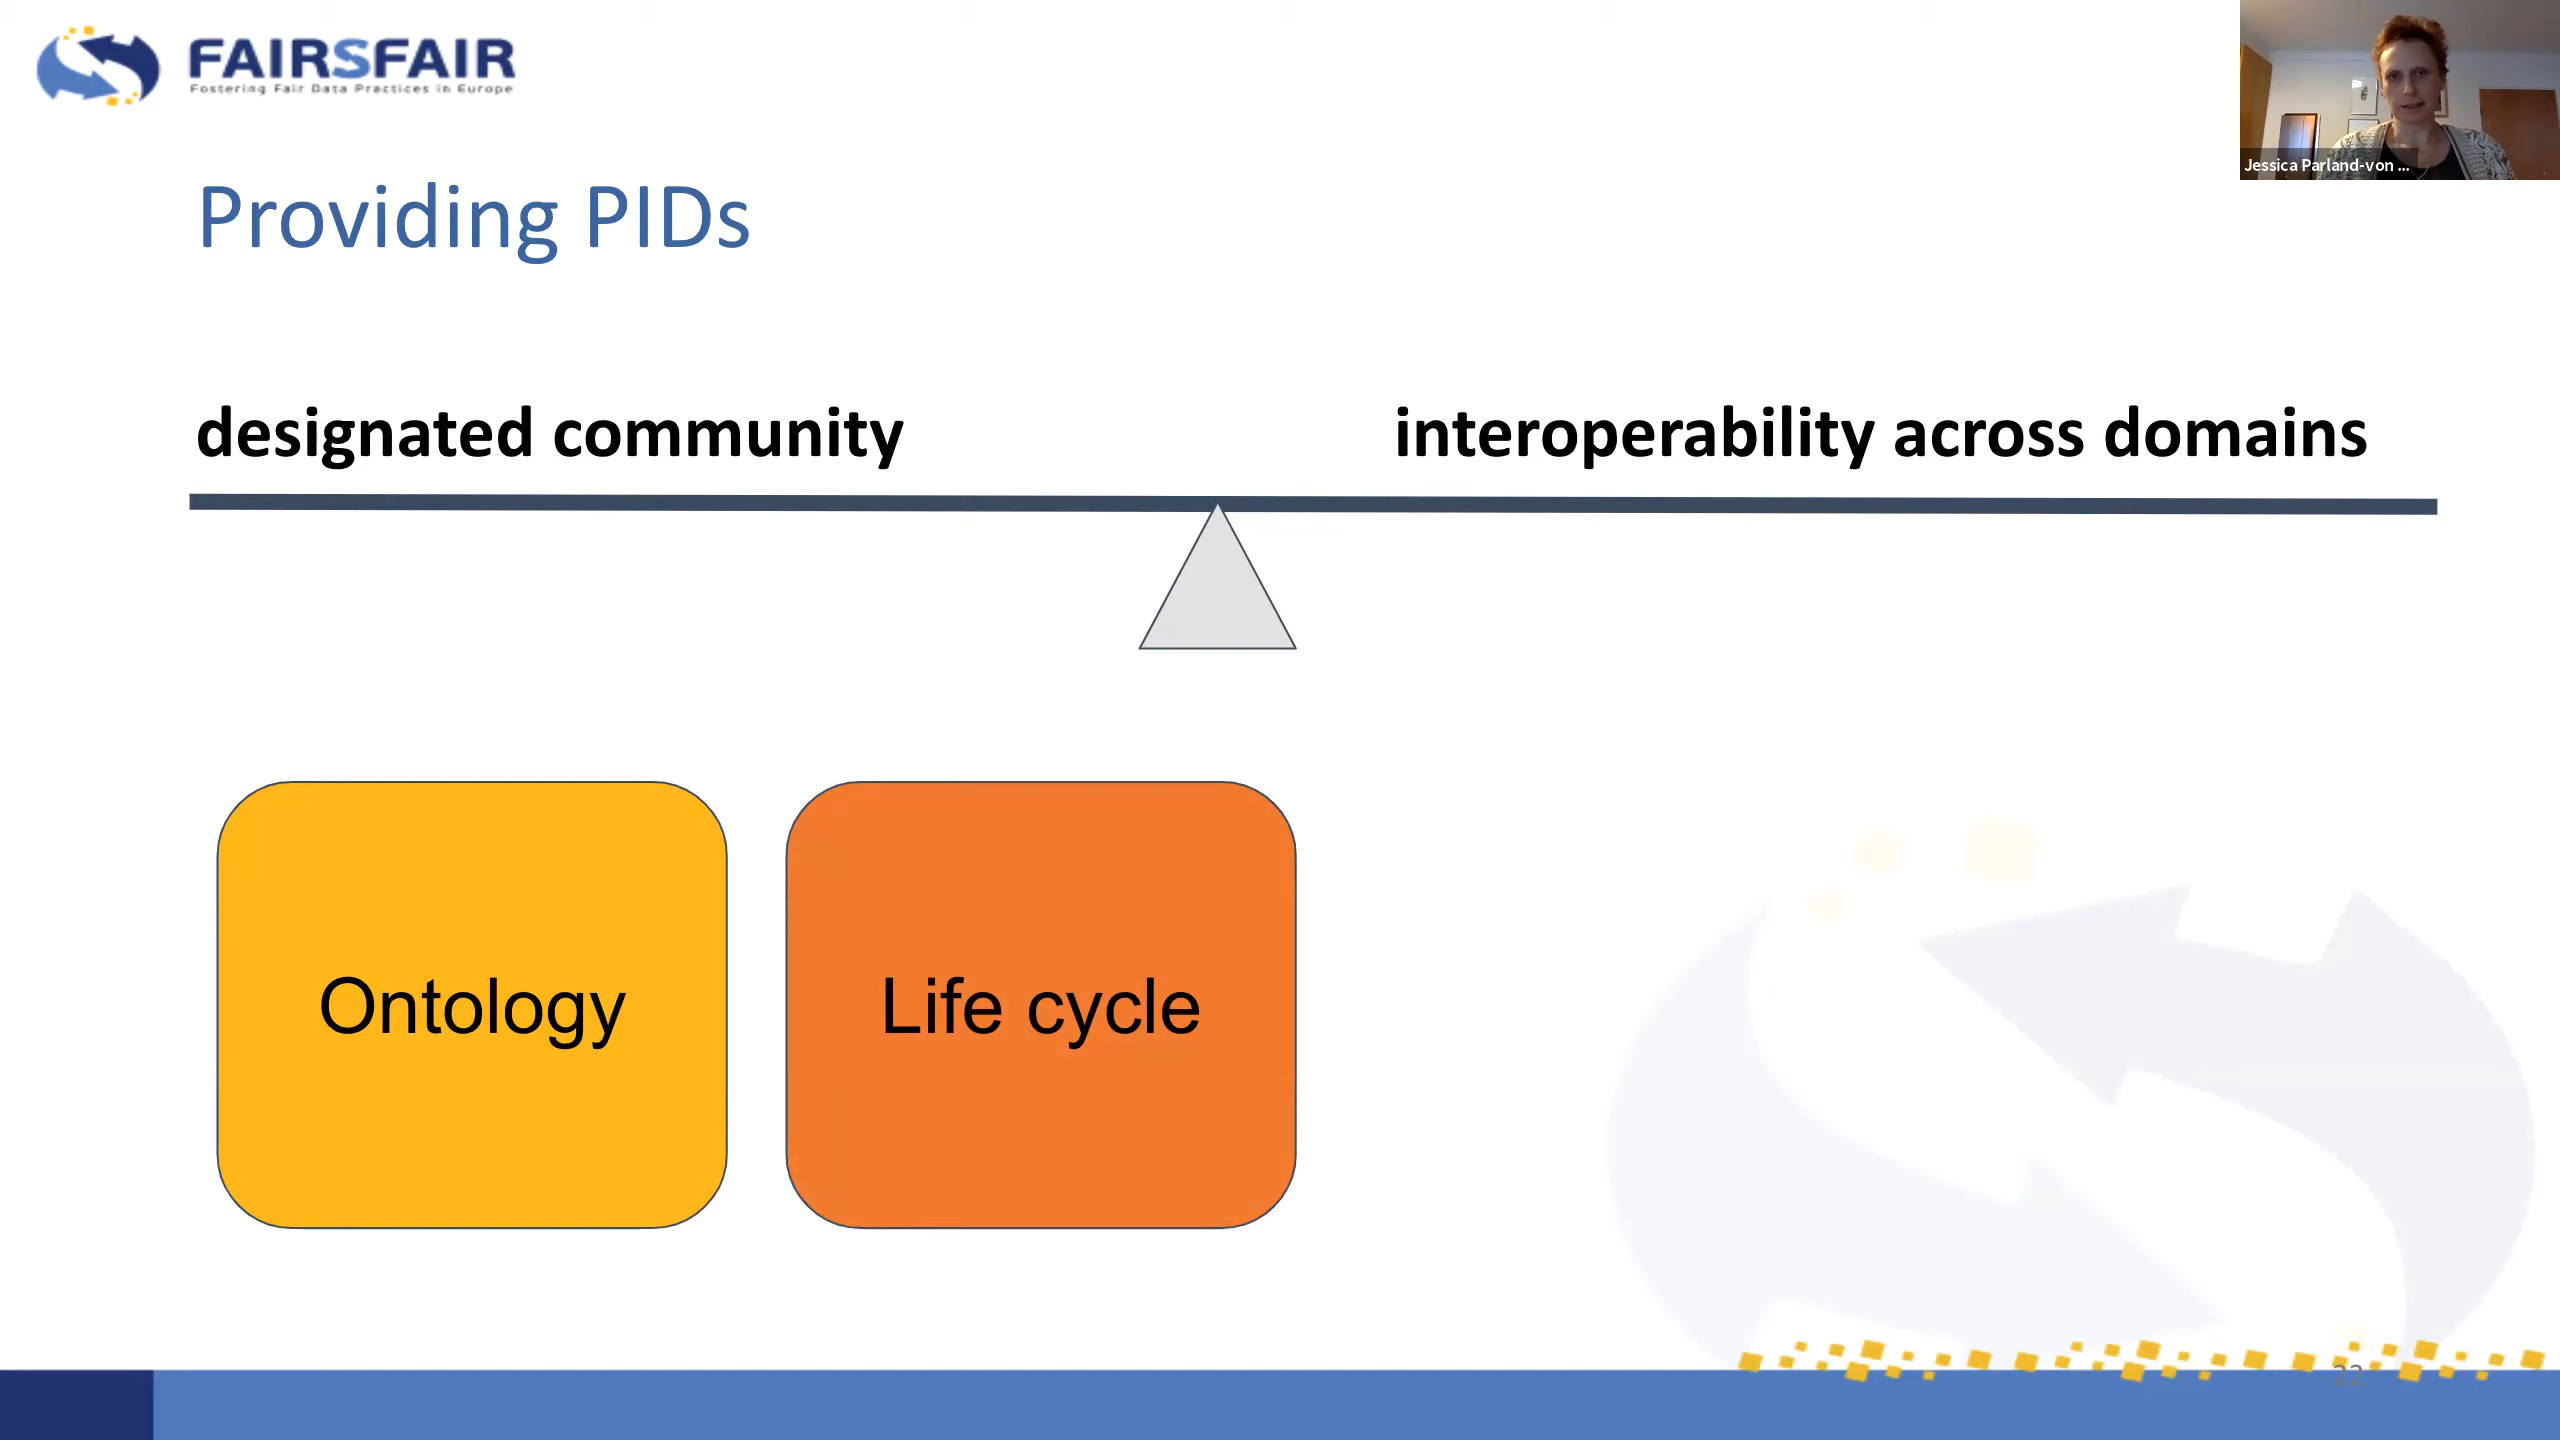 FAIRSFAIR
Fostering Fair Data Practices in Europe
Jessica Parland-von ...
Providing PIDs
designated community
interoperability across domains
Ontology
Life cycle
22